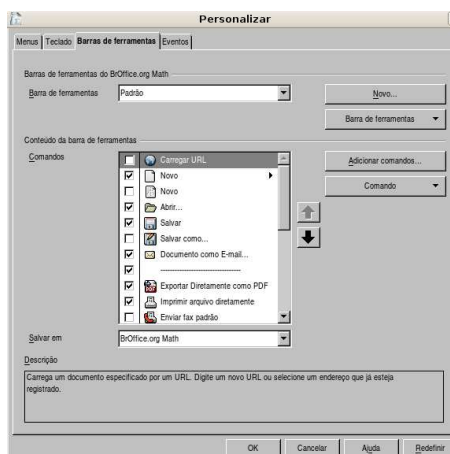 Personalizar
Menus Teclado Barras de ferramentas Eventos
Barras de ferramentas do BrOffice.org Math
Barra de ferramentas Padrão Novo...
Barra de ferramentas
Conteúdo da barra de ferramentas
Comandos Carregar URL Adicionar comandos...
Novo Comando
Novo
Abrir...
Salvar
Salvar como...
Documento como E-mail...
--------------------------------
Exportar Diretamente como PDF
Imprimir arquivo diretamente
Enviar fax padrão
Salvar em BrOffice.org Math
Descrição
Carrega um documento especificado por um URL. Digite um novo URL ou selecione um endereço que já esteja
registrado.
OK Cancelar Ajuda Redefinir